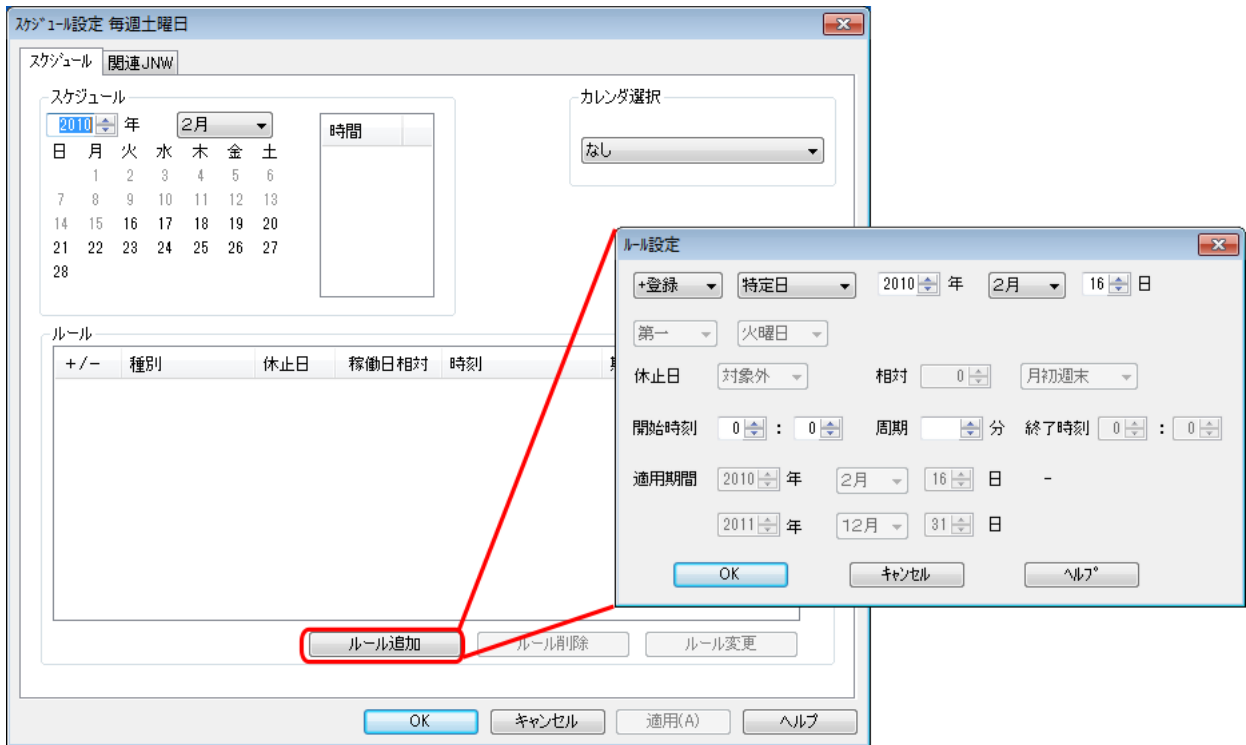 スケジュール設定 毎週土曜日
スケジュール 関連JNW
スケジュール
2010 年 2月
日 月 火 水 木 金 土
1 2 3 4 5 6
7 8 9 10 11 12 13
14 15 16 17 18 19 20
21 22 23 24 25 26 27
28
時間
カレンダ選択
なし
ルール
+/- 種別 休止日 稼働日相対 時刻
ルール追加 ルール削除 ルール変更
OK キャンセル 適用(A) ヘルプ
ルール設定
+登録 特定日 2010 年 2月 16 日
第一 火曜日
休止日 対象外 相対 0 月初週末
開始時刻 0 : 0 周期 分 終了時刻 0 : 0
適用期間 2010 年 2月 16 日 -
2011 年 12月 31 日
OK キャンセル ヘルプ